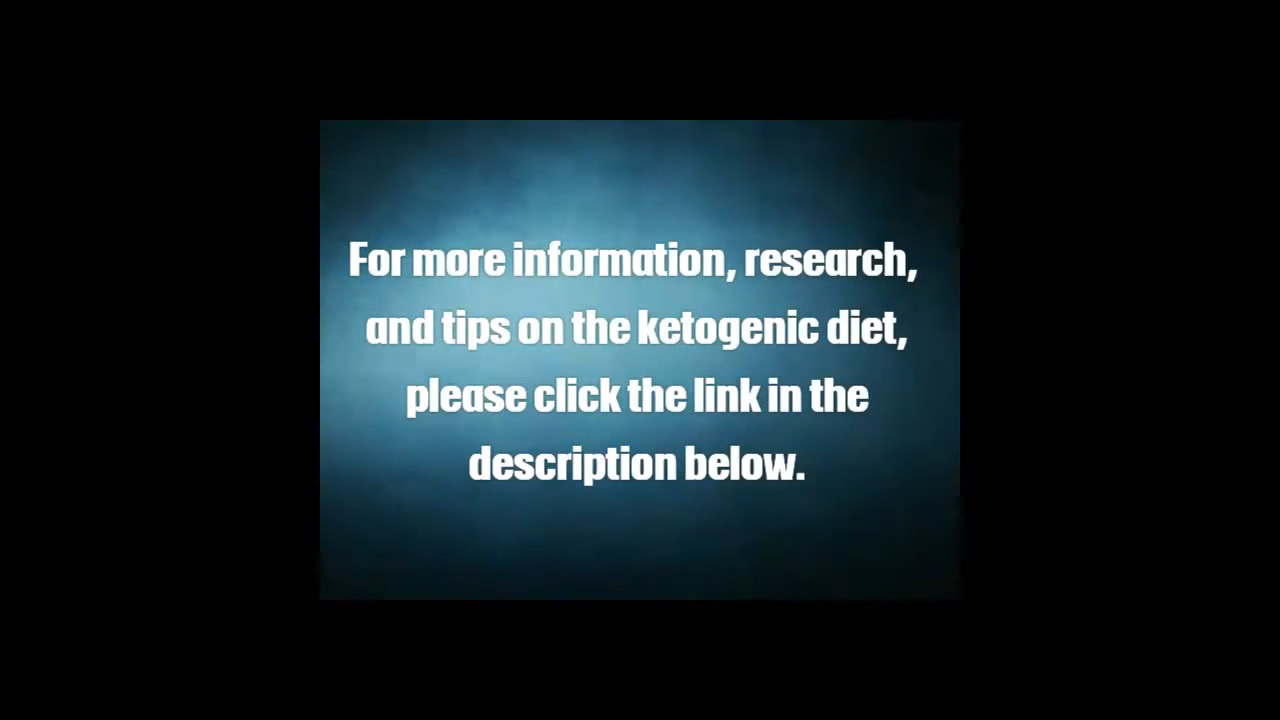 For more information, research,
and tips on the ketogenic diet,
please click the link in the
description below.